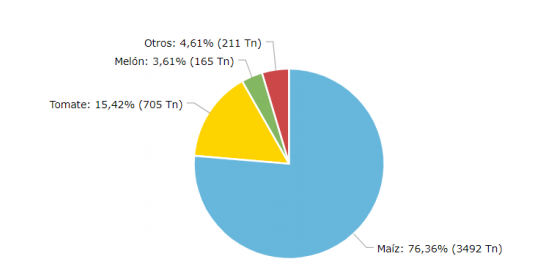 Otros: 4,61% (211 Tn)
Melón: 3,61% (165 Tn)
Tomate: 15,42% (705 Tn)
Maíz: 76,36% (3492 Tn)